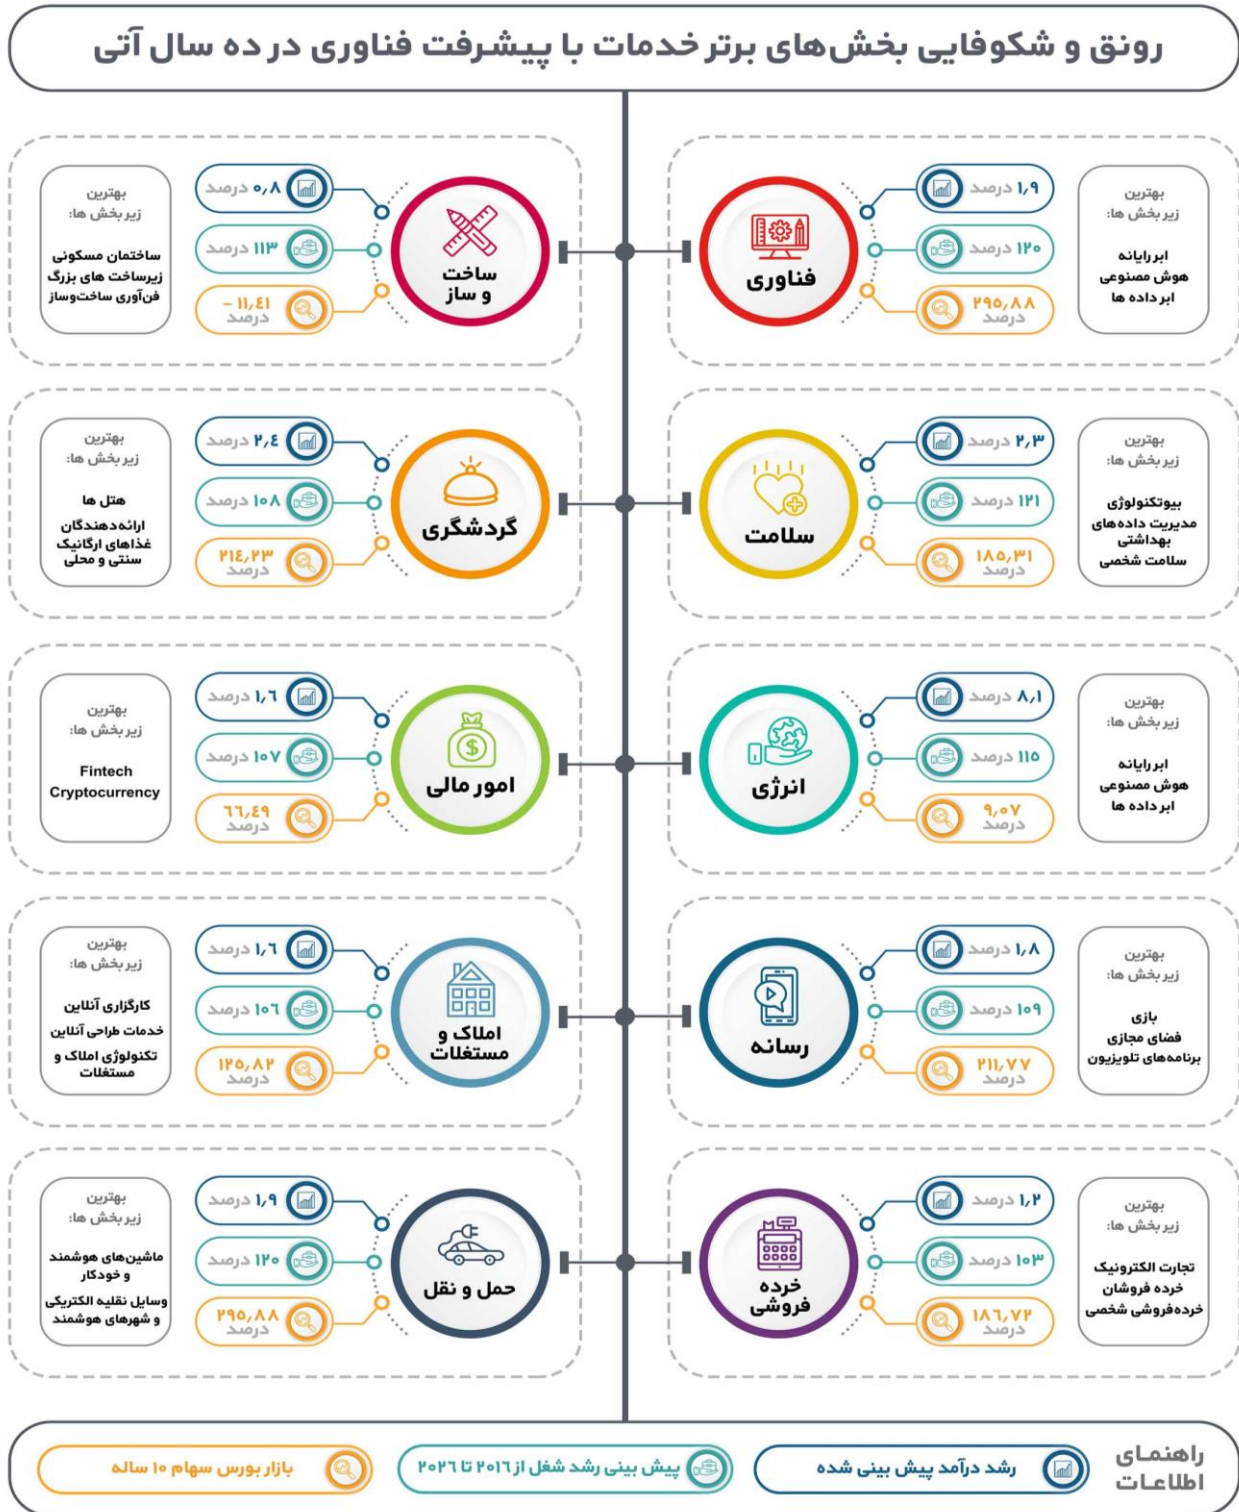 رونق و شکوفایی بخش‌های برتر خدمات با پیشرفت فناوری در ده سال آتی
فناوری
۱٫۹ درصد
۱۲۰ درصد
۲۹۵٫۸۸
درصد
بهترین
زیر بخش ها:
ابر رایانه
هوش مصنوعی
ابر داده ها
ساخت
و ساز
۰٫۸ درصد
۱۱۳ درصد
۱۱٫۴۱ –
درصد
بهترین
زیر بخش ها:
ساختمان مسکونی
زیرساخت های بزرگ
فن‌آوری ساخت‌وساز
سلامت
۲٫۳ درصد
۱۲۱ درصد
۱۸۵٫۳۱
درصد
بهترین
زیر بخش ها:
بیوتکنولوژی
مدیریت داده‌های
بهداشتی
سلامت شخصی
گردشگری
۲٫۴ درصد
۱۰۸ درصد
۲۱۴٫۲۳
درصد
بهترین
زیر بخش ها:
هتل ها
ارائه‌دهندگان
غذاهای ارگانیک
سنتی و محلی
انرژی
۸٫۱ درصد
۱۱۵ درصد
۹٫۰۷
درصد
بهترین
زیر بخش ها:
ابر رایانه
هوش مصنوعی
ابر داده ها
امور مالی
۱٫۶ درصد
۱۰۷ درصد
۶۶٫۴۹
درصد
بهترین
زیر بخش ها:
Fintech
Cryptocurrency
رسانه
۱٫۸ درصد
۱۰۹ درصد
۲۱۱٫۷۷
درصد
بهترین
زیر بخش ها:
بازی
فضای مجازی
برنامه‌های تلویزیون
املاک و
مستغلات
۱٫۶ درصد
۱۰۶ درصد
۱۲۵٫۸۲
درصد
بهترین
زیر بخش ها:
کارگزاری آنلاین
خدمات طراحی آنلاین
تکنولوژی املاک و
مستغلات
خرده
فروشی
۱٫۲ درصد
۱۰۳ درصد
۱۸۶٫۷۲
درصد
بهترین
زیر بخش ها:
تجارت الکترونیک
خرده فروشان
خرده‌فروشی شخصی
حمل و نقل
۱٫۹ درصد
۱۲۰ درصد
۲۹۵٫۸۸
درصد
بهترین
زیر بخش ها:
ماشین‌های هوشمند
و خودکار
وسایل نقلیه الکتریکی
و شهرهای هوشمند
راهنمای
اطلاعات
رشد درآمد پیش بینی شده
پیش بینی رشد شغل از ۲۰۱۶ تا ۲۰۲۶
بازار بورس سهام ۱۰ ساله